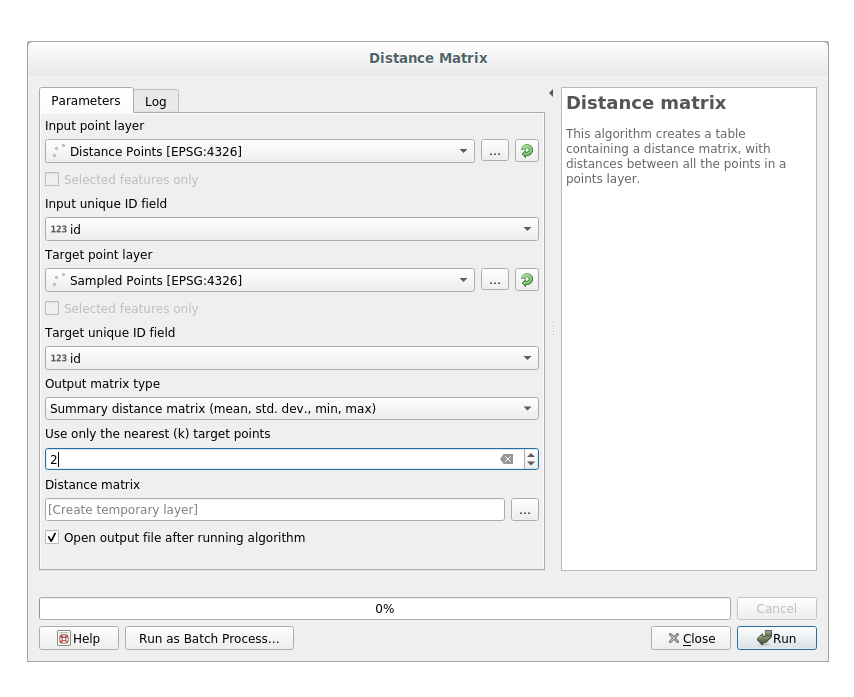 Distance Matrix
Parameters
Log
Input point layer
Distance Points [EPSG:4326]
...
Selected features only
Input unique ID field
123 id
Target point layer
Sampled Points [EPSG:4326]
...
Selected features only
Target unique ID field
123 id
Output matrix type
Summary distance matrix (mean, std. dev., min, max)
Use only the nearest (k) target points
2
Distance matrix
[Create temporary layer]
...
Open output file after running algorithm
Distance matrix
This algorithm creates a table
containing a distance matrix, with
distances between all the points in a
points layer.
0%
Cancel
Help
Run as Batch Process...
Close
Run